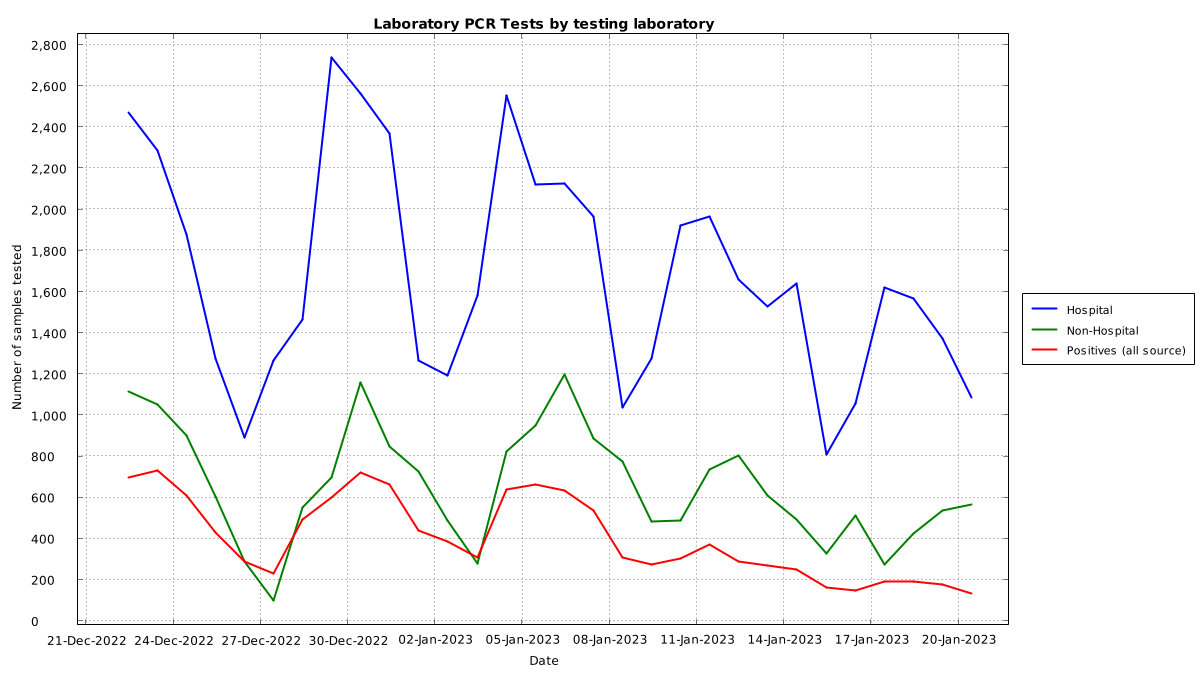 Laboratory PCR Tests by testing laboratory
Number of samples tested
2,800
2,600
2,400
2,200
2,000
1,800
1,600
1,400
1,200
1,000
800
600
400
200
0
21-Dec-2022 24-Dec-2022 27-Dec-2022 30-Dec-2022 02-Jan-2023 05-Jan-2023 08-Jan-2023 11-Jan-2023 14-Jan-2023 17-Jan-2023 20-Jan-2023
Date
Hospital
Non-Hospital
Positives (all source)